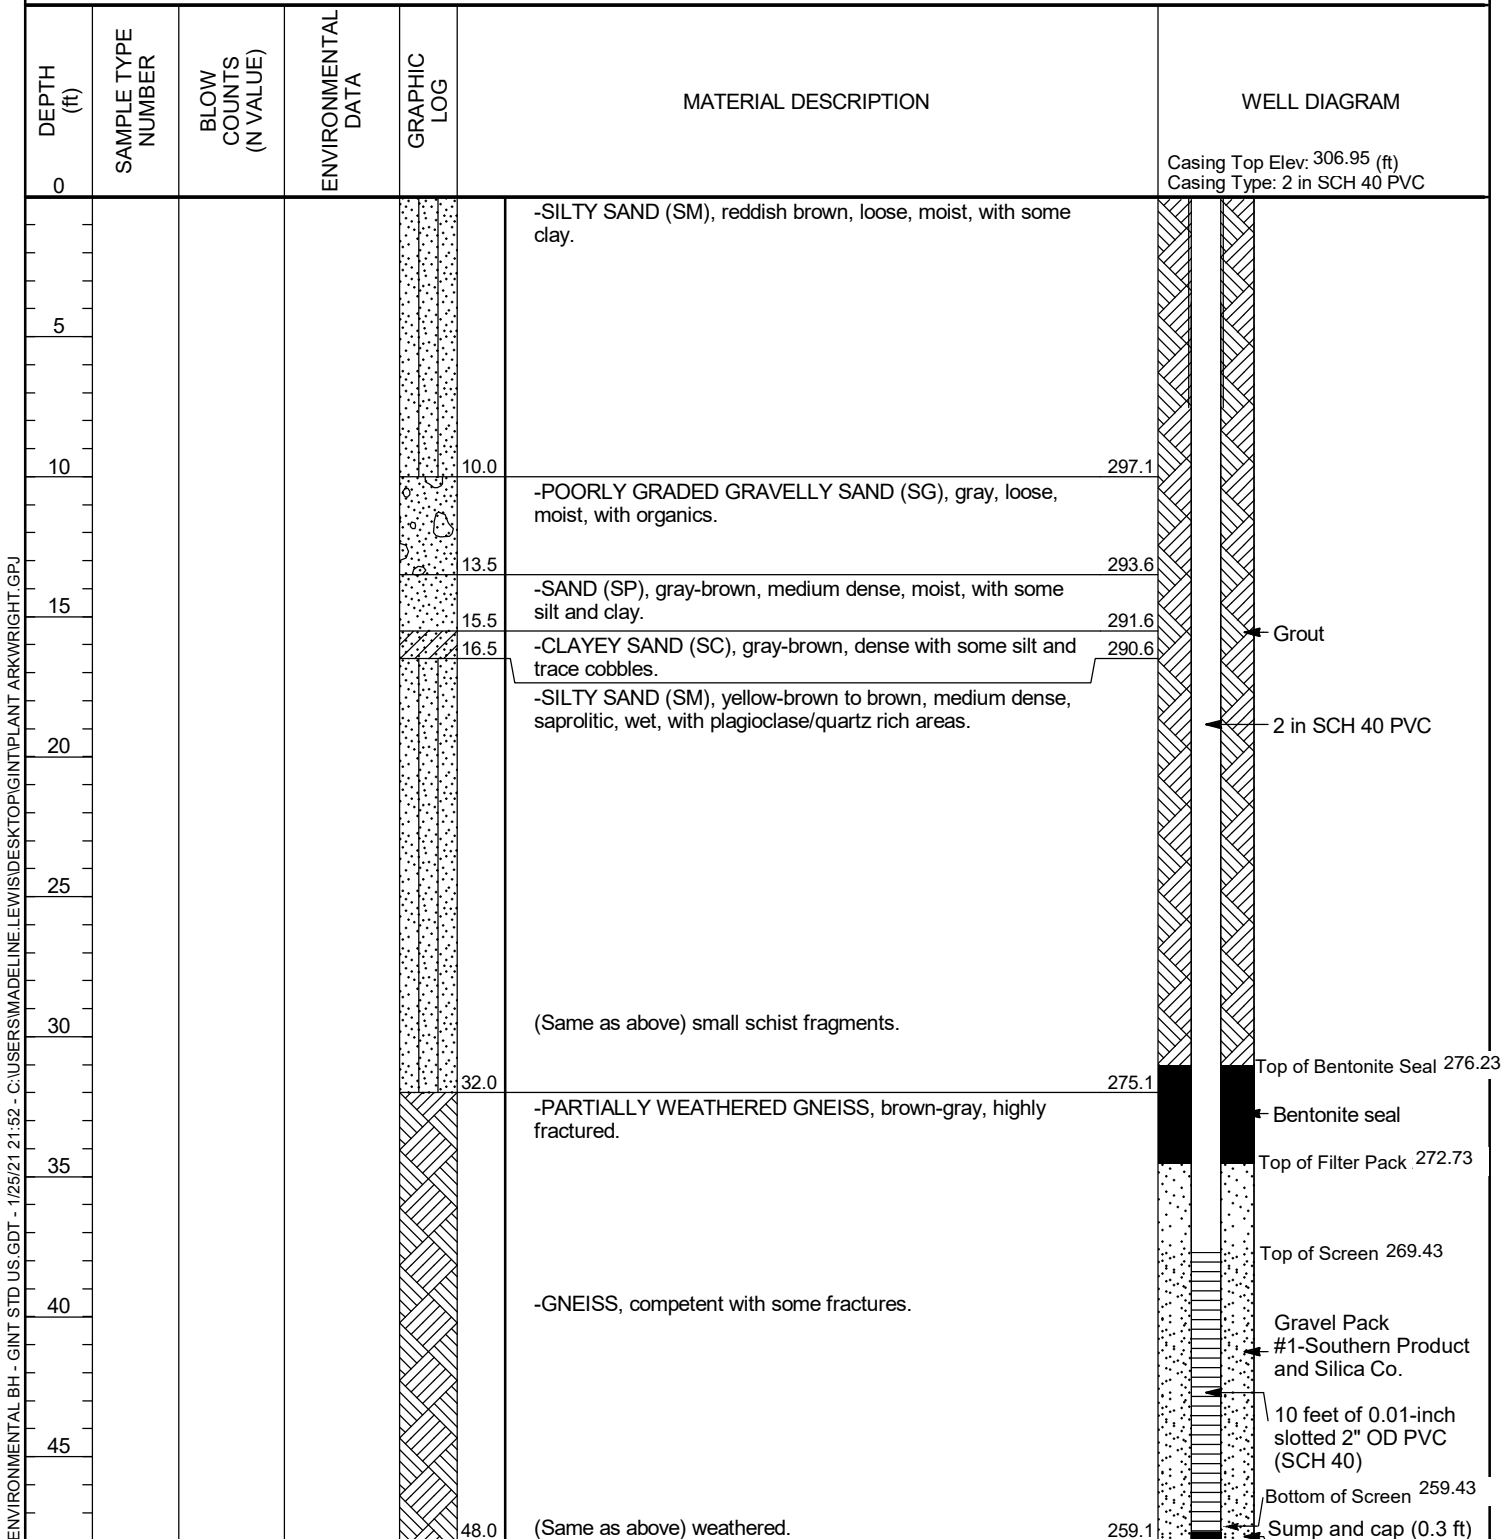 DEPTH
(ft)
SAMPLE TYPE
NUMBER
BLOW
COUNTS
(N VALUE)
ENVIRONMENTAL
DATA
GRAPHIC
LOG
MATERIAL DESCRIPTION
WELL DIAGRAM
Casing Top Elev: 306.95 (ft)
Casing Type: 2 in SCH 40 PVC
0
-SILTY SAND (SM), reddish brown, loose, moist, with some
clay.
5
10
10.0
297.1
-POORLY GRADED GRAVELLY SAND (SG), gray, loose,
moist, with organics.
13.5
293.6
-SAND (SP), gray-brown, medium dense, moist, with some
silt and clay.
15
15.5
291.6
Grout
-CLAYEY SAND (SC), gray-brown, dense with some silt and
trace cobbles.
16.5
290.6
-SILTY SAND (SM), yellow-brown to brown, medium dense,
saprolitic, wet, with plagioclase/quartz rich areas.
2 in SCH 40 PVC
20
25
30
(Same as above) small schist fragments.
Top of Bentonite Seal 276.23
32.0
275.1
-PARTIALLY WEATHERED GNEISS, brown-gray, highly
fractured.
Bentonite seal
35
Top of Filter Pack 272.73
Top of Screen 269.43
40
-GNEISS, competent with some fractures.
Gravel Pack
#1-Southern Product
and Silica Co.
10 feet of 0.01-inch
slotted 2" OD PVC
(SCH 40)
45
Bottom of Screen 259.43
48.0
(Same as above) weathered.
259.1
Sump and cap (0.3 ft)
ENVIRONMENTAL BH - GINT STD US.GDT - 1/25/21 21:52 - C:\USERS\MADELINE.LEWIS\DESKTOP\GINT\PLANT ARKWRIGHT.GPJ